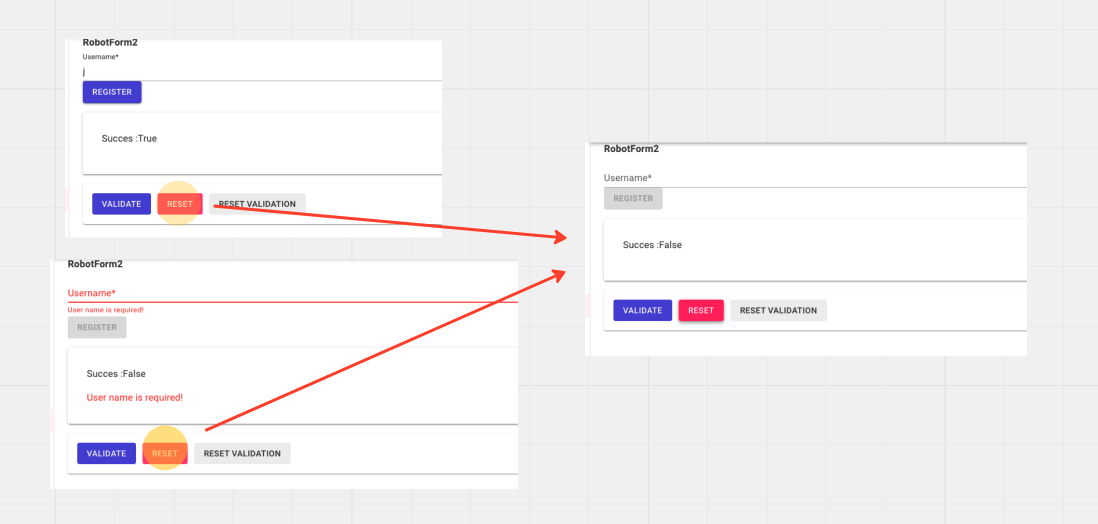 RobotForm2
Username*
j
REGISTER
Succes :True
VALIDATE RESET RESET VALIDATION
RobotForm2
Username*
User name is required!
REGISTER
Succes :False
User name is required!
VALIDATE RESET RESET VALIDATION
RobotForm2
Username*
REGISTER
Succes :False
VALIDATE RESET RESET VALIDATION